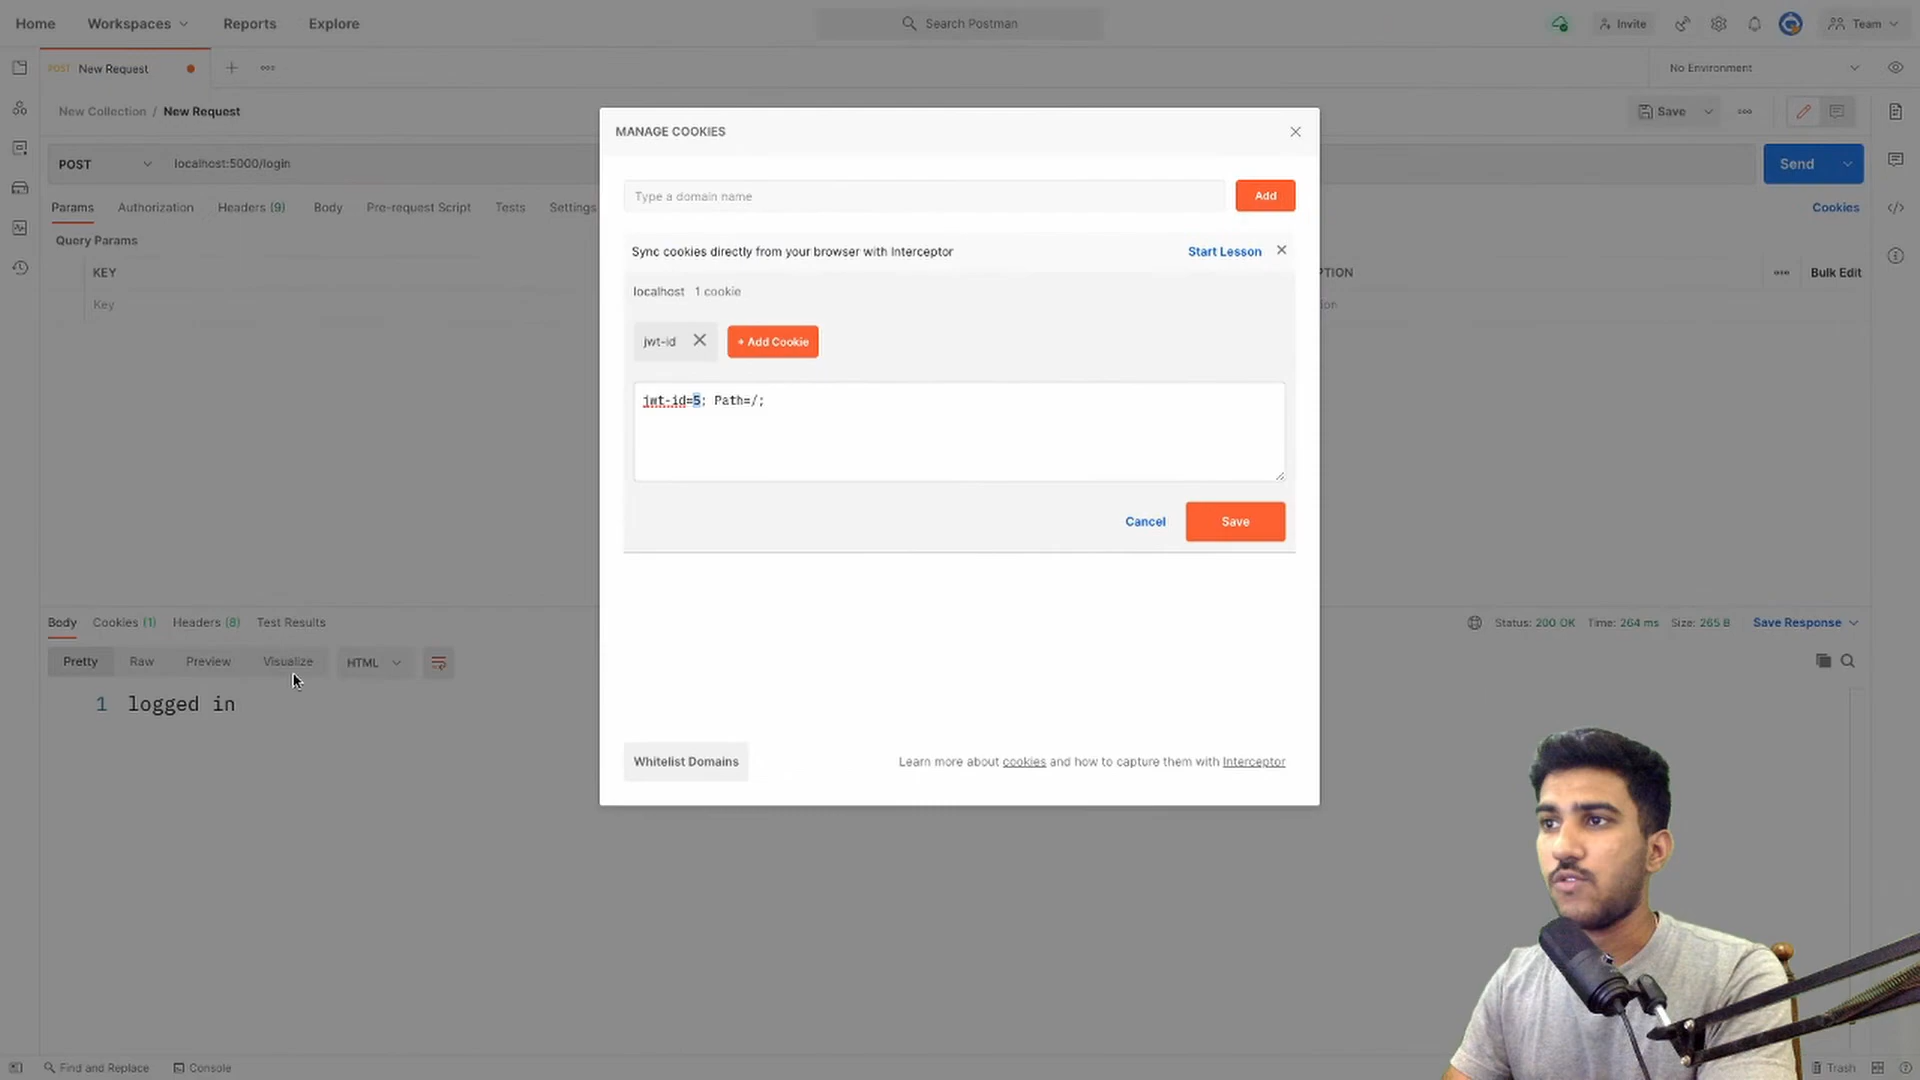 Home Workspaces Reports Explore Search Postman Invite Team
POST New Request No Environment
New Collection / New Request Save
MANAGE COOKIES
POST localhost:5000/login Send
Type a domain name Add
Params Authorization Headers (9) Body Pre-request Script Tests Settings Cookies
Query Params
Sync cookies directly from your browser with Interceptor Start Lesson
KEY PTION Bulk Edit
localhost 1 cookie
Key ion
jwt-id + Add Cookie
jwt-id=5; Path=/;
Cancel Save
Body Cookies (1) Headers (8) Test Results Status: 200 OK Time: 264 ms Size: 265 B Save Response
Pretty Raw Preview Visualize HTML
1 logged in
Whitelist Domains Learn more about cookies and how to capture them with Interceptor
Find and Replace Console Trash